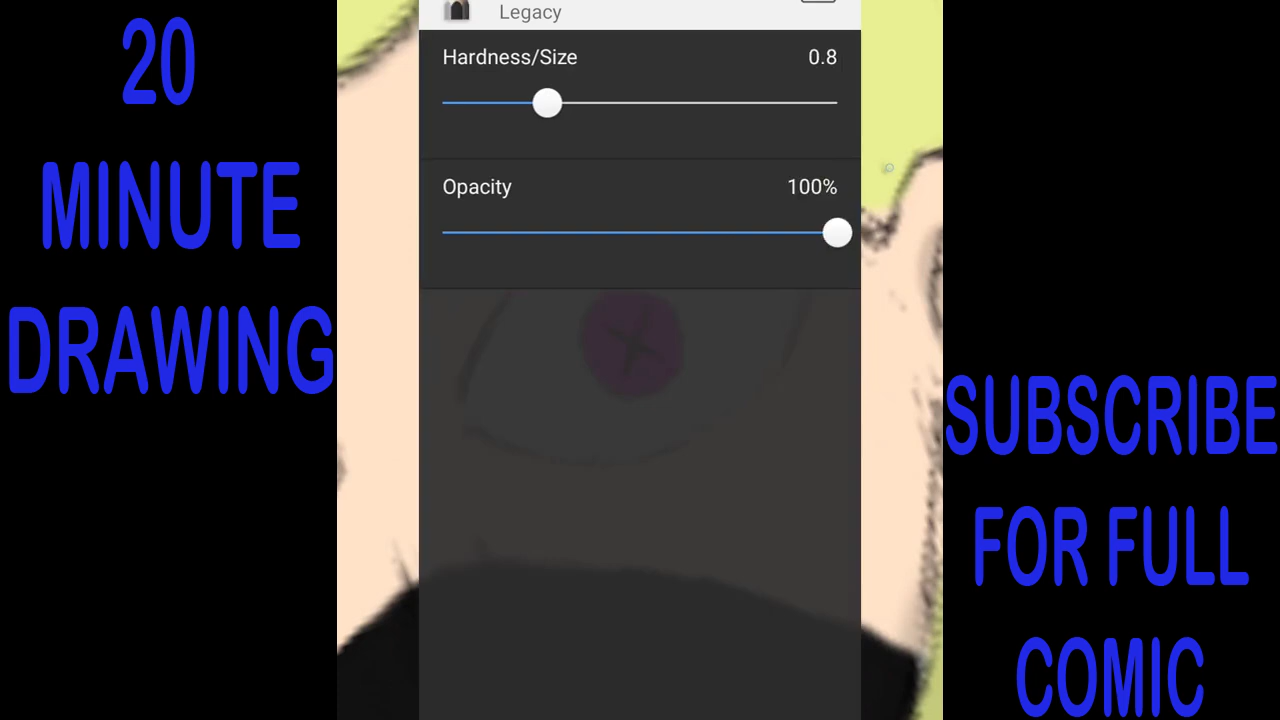 20
MINUTE
DRAWING
Legacy
Hardness/Size 0.8
Opacity 100%
SUBSCRIBE
FOR FULL
COMIC